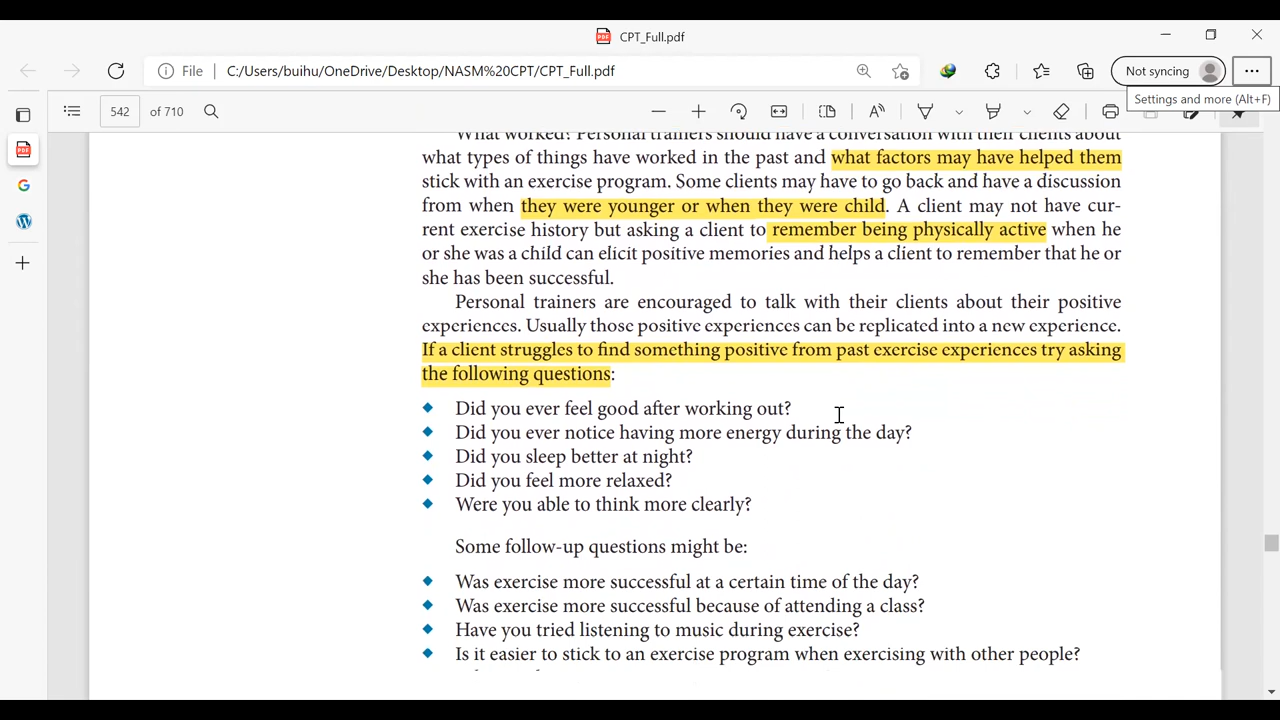 CPT_Full.pdf
File
C:/Users/buihu/OneDrive/Desktop/NASM%20CPT/CPT_Full.pdf
Not syncing
Settings and more (Alt+F)
542 of 710
What worked? Personal trainers should have a conversation with their clients about
what types of things have worked in the past and what factors may have helped them
stick with an exercise program. Some clients may have to go back and have a discussion
from when they were younger or when they were child. A client may not have cur-
rent exercise history but asking a client to remember being physically active when he
or she was a child can elicit positive memories and helps a client to remember that he or
she has been successful.
Personal trainers are encouraged to talk with their clients about their positive
experiences. Usually those positive experiences can be replicated into a new experience.
If a client struggles to find something positive from past exercise experiences try asking
the following questions:
Did you ever feel good after working out?
Did you ever notice having more energy during the day?
Did you sleep better at night?
Did you feel more relaxed?
Were you able to think more clearly?
Some follow-up questions might be:
Was exercise more successful at a certain time of the day?
Was exercise more successful because of attending a class?
Have you tried listening to music during exercise?
Is it easier to stick to an exercise program when exercising with other people?